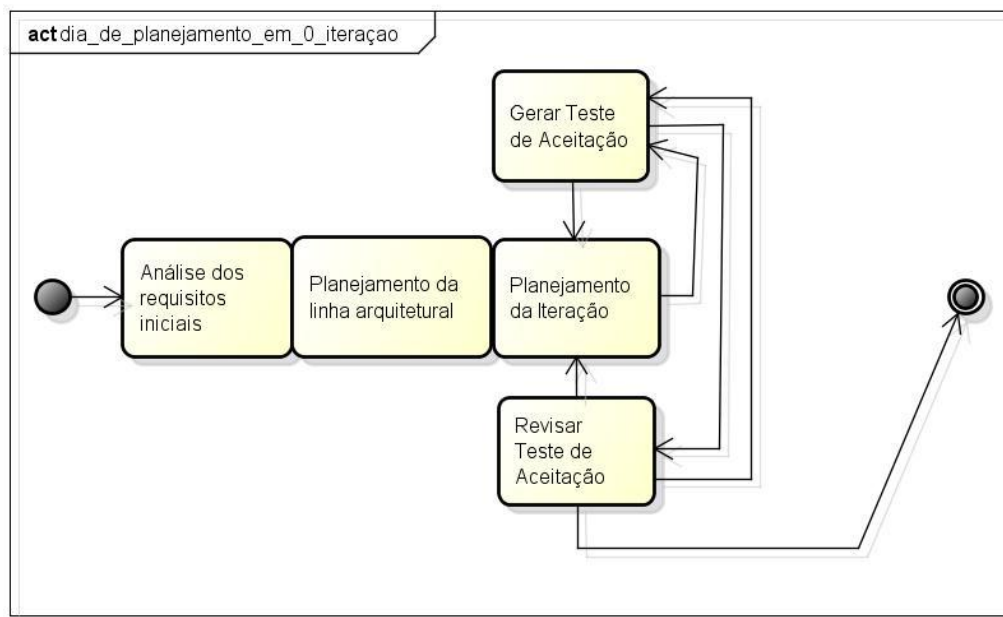 act dia_de_planejamento_em_0_iteraçao
Gerar Teste
de Aceitação
Análise dos
requisitos
iniciais
Planejamento da
linha arquitetural
Planejamento
da Iteração
Revisar
Teste de
Aceitação